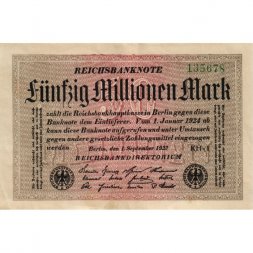 REICHSBANKNOTE
135678
Fünfzig Millionen Mark
zahlt die Reichsbankhauptkasse in Berlin gegen diese
Banknote dem Einlieferer. Vom 1. Januar 1924 ab
kann diese Banknote aufgerufen und unter Umtausch
gegen andere gesetzliche Zahlungsmittel eingezogen
werden.
Berlin, den 1. September 1923
REICHSBANKDIREKTORIUM